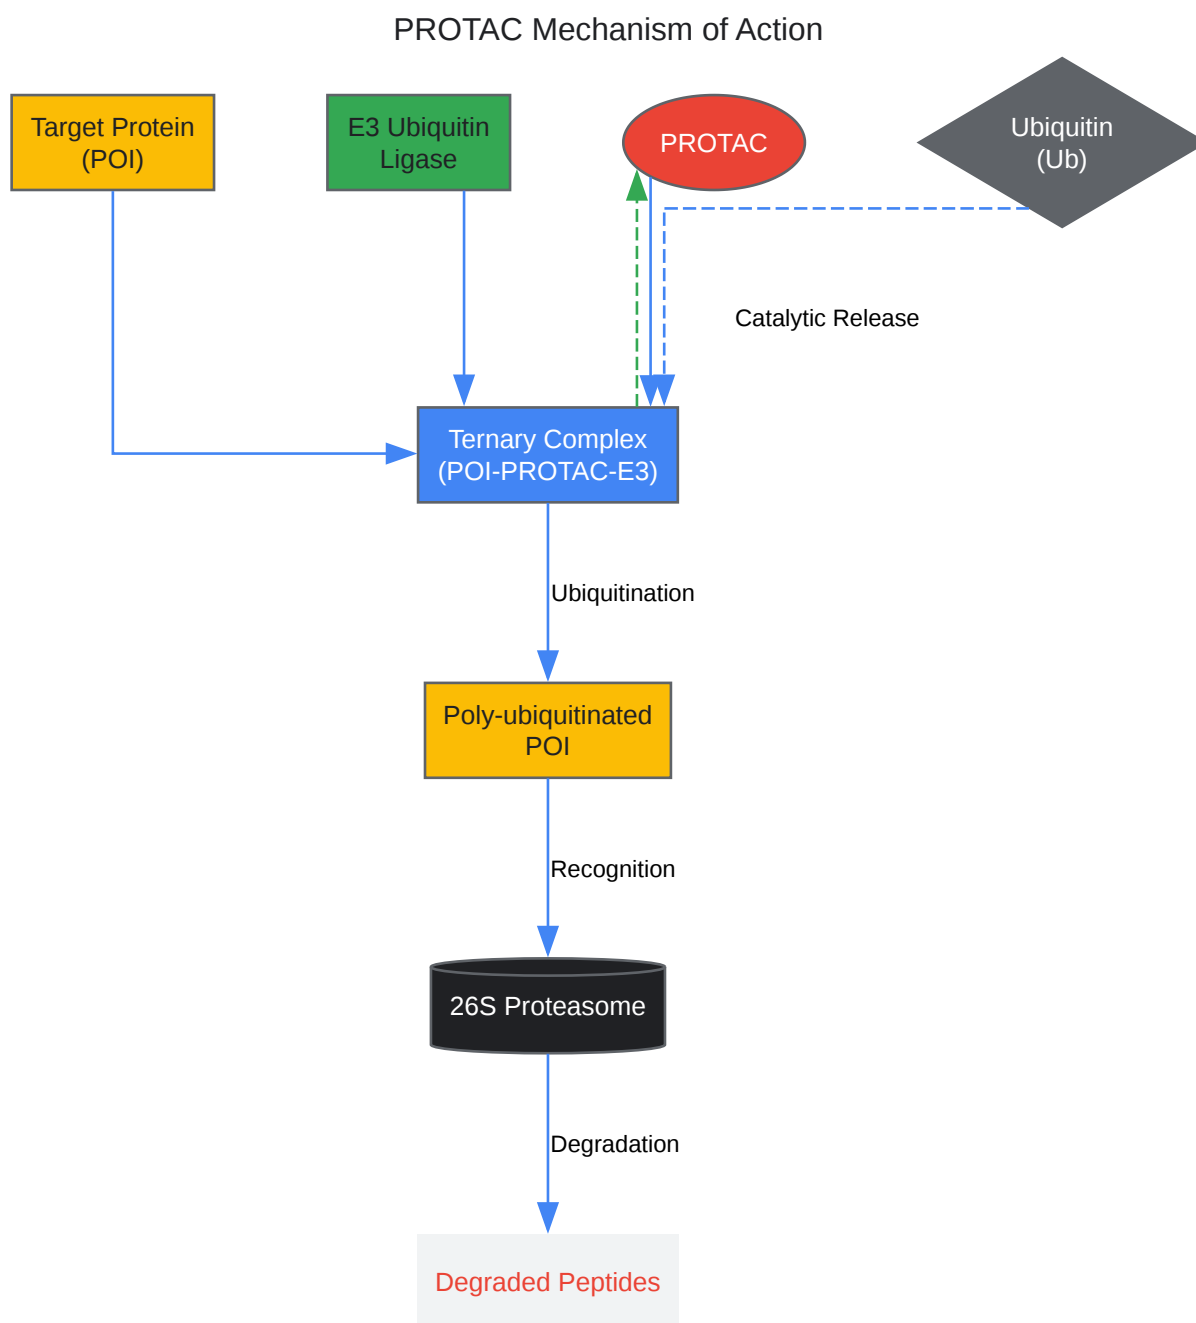 PROTAC Mechanism of Action
Target Protein
(POI)
E3 Ubiquitin
Ligase
PROTAC
Ubiquitin
(Ub)
Catalytic Release
Ternary Complex
(POI-PROTAC-E3)
Ubiquitination
Poly-ubiquitinated
POI
Recognition
26S Proteasome
Degradation
Degraded Peptides